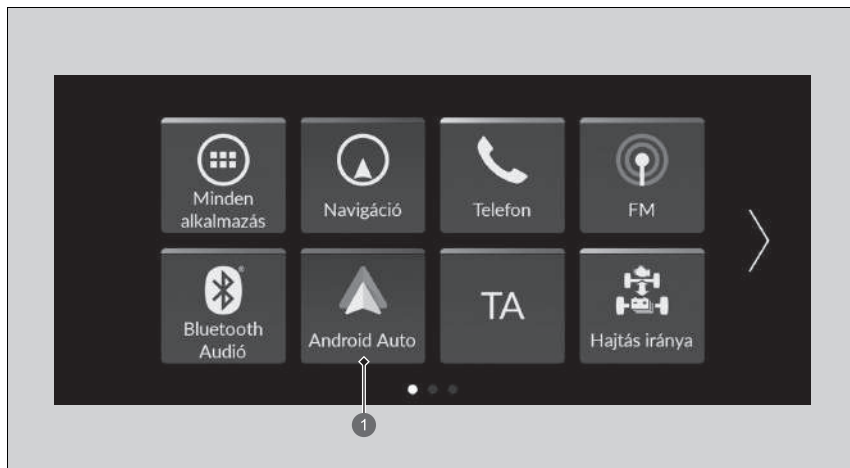 Minden
alkalmazás
Navigáció
Telefon
FM
Bluetooth
Audió
Android Auto
TA
Hajtás iránya
1